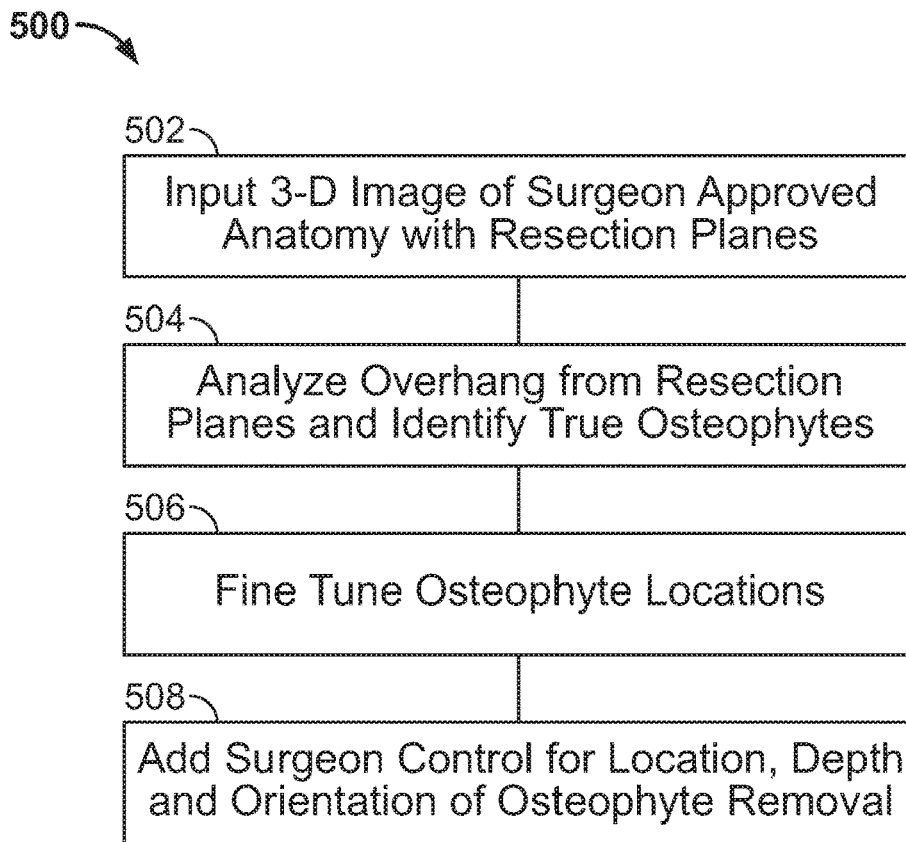 500
502
Input 3-D Image of Surgeon Approved
Anatomy with Resection Planes
504
Analyze Overhang from Resection
Planes and Identify True Osteophytes
506
Fine Tune Osteophyte Locations
508
Add Surgeon Control for Location, Depth
and Orientation of Osteophyte Removal